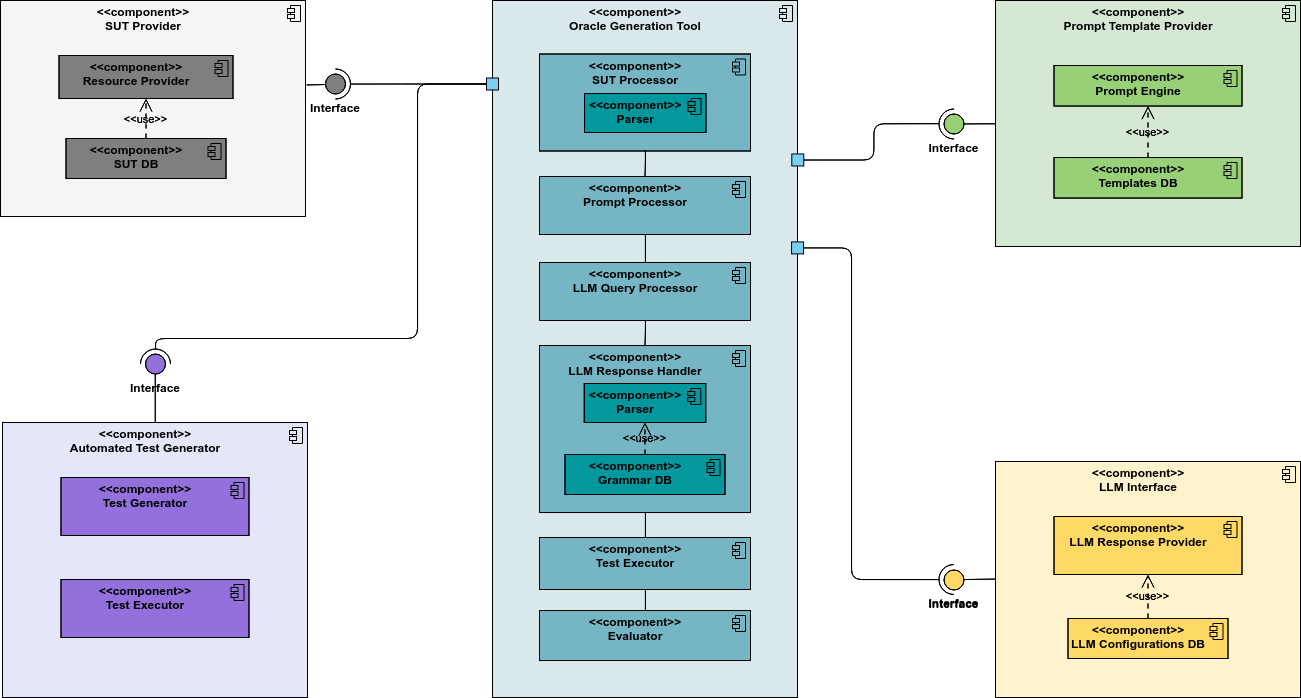 <<component>>
SUT Provider
<<component>>
Resource Provider
<<use>>
<<component>>
SUT DB
Interface
Interface
<<component>>
Automated Test Generator
<<component>>
Test Generator
<<component>>
Test Executor
<<component>>
Oracle Generation Tool
<<component>>
SUT Processor
<<component>>
Parser
<<component>>
Prompt Processor
<<component>>
LLM Query Processor
<<component>>
LLM Response Handler
<<component>>
Parser
<<use>>
<<component>>
Grammar DB
<<component>>
Test Executor
<<component>>
Evaluator
<<component>>
Prompt Template Provider
<<component>>
Prompt Engine
<<use>>
<<component>>
Templates DB
Interface
<<component>>
LLM Interface
<<component>>
LLM Response Provider
<<use>>
<<component>>
LLM Configurations DB
Interface